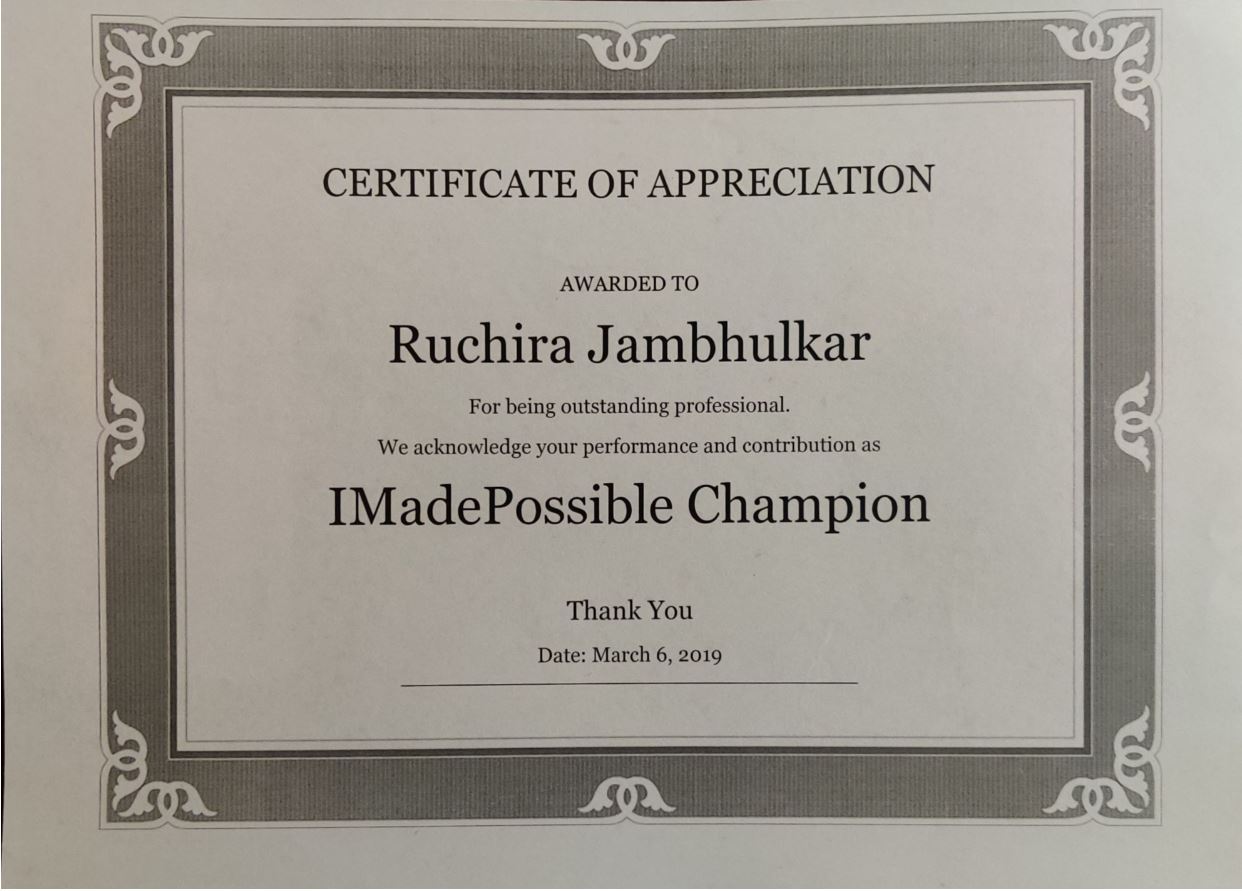 CERTIFICATE OF APPRECIATION
AWARDED TO
Ruchira Jambhulkar
For being outstanding professional.
We acknowledge your performance and contribution as
IMadePossible Champion
Thank You
Date: March 6, 2019